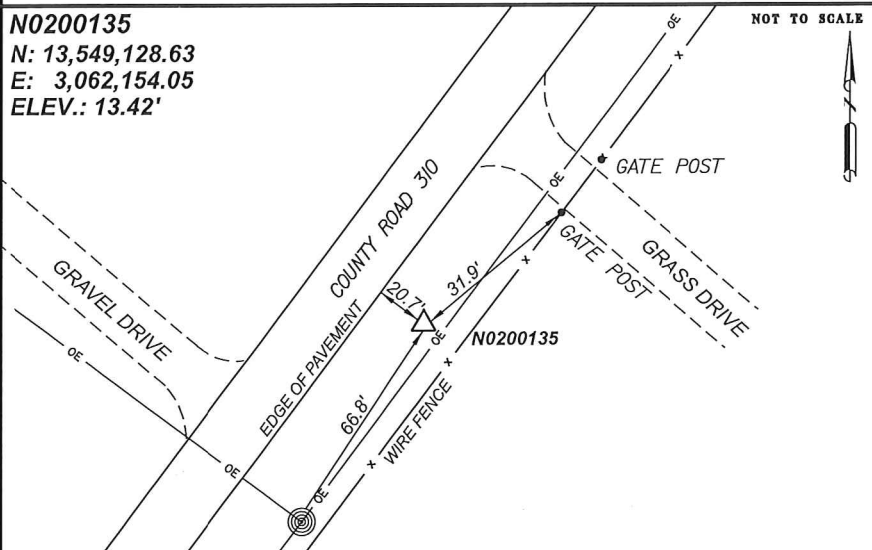 N0200135
N: 13,549,128.63
E: 3,062,154.05
ELEV.: 13.42'
NOT TO SCALE
N
OE
x
GATE POST
x
OE
GATE POST
GRASS DRIVE
COUNTY ROAD 310
31.9'
20.7'
x
GRAVEL DRIVE
N0200135
OE
EDGE OF PAVEMENT
OE
x
66.8'
WIRE FENCE
x
OE
OE